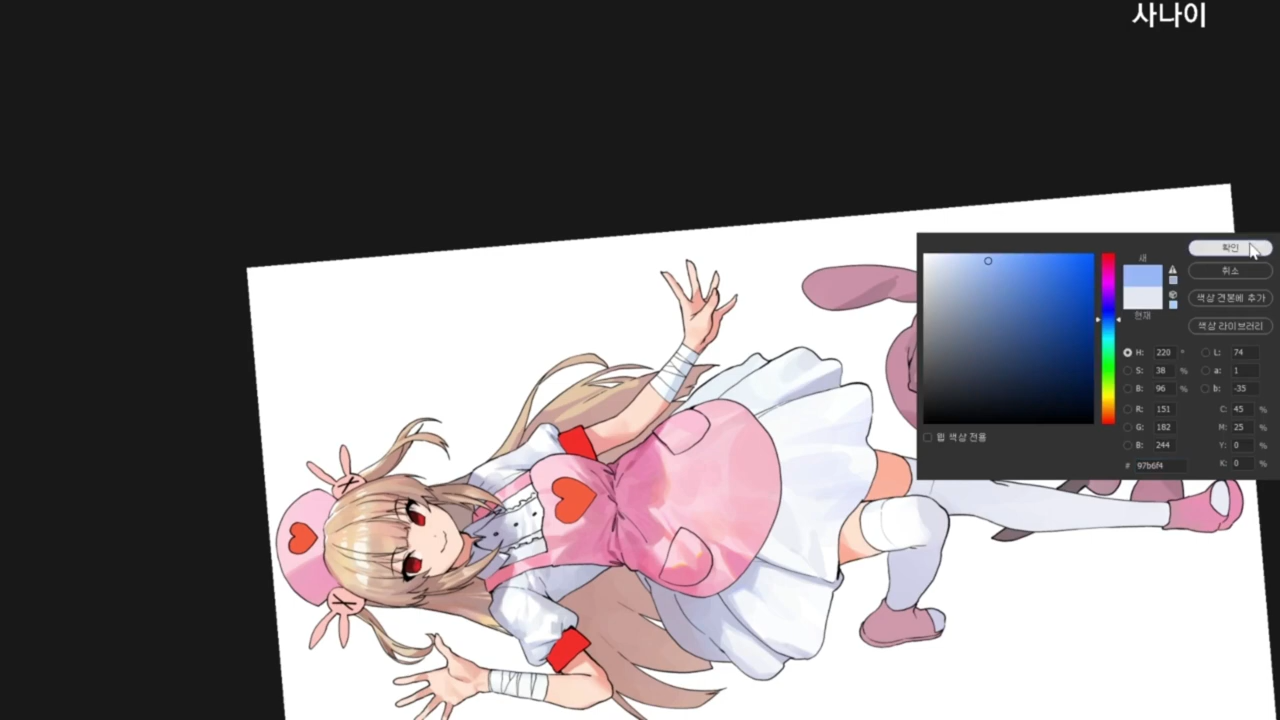 사나이
확인
새
취소
색상 견본에 추가
현재
색상 라이브러리
H: 220 °
L: 74
S: 38 %
a: 1
B: 96 %
b: -35
R: 151
C: 45 %
G: 182
M: 25 %
B: 244
Y: 0 %
웹 색상 전용
# 97b6f4
K: 0 %